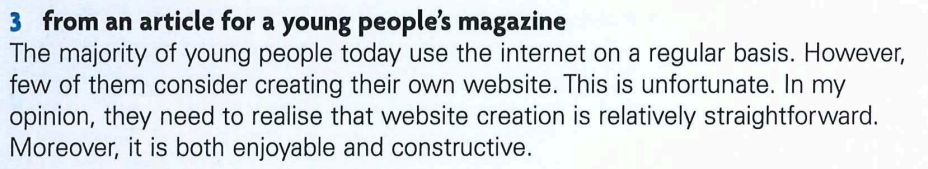 3 from an article for a young people's magazine
The majority of young people today use the internet on a regular basis. However,
few of them consider creating their own website. This is unfortunate. In my
opinion, they need to realise that website creation is relatively straightforward.
Moreover, it is both enjoyable and constructive.